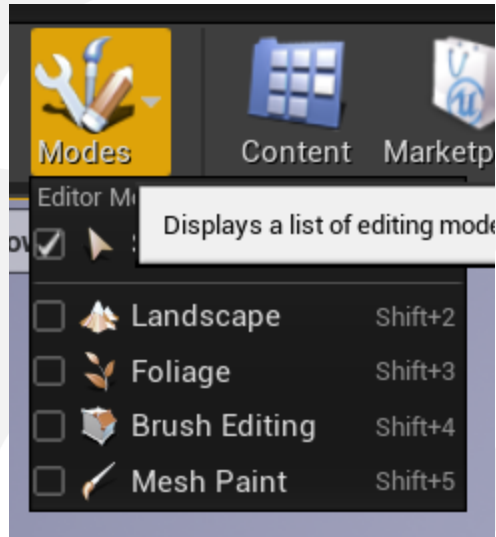 Modes
Content
Marketp
Editor M
Displays a list of editing mode
Landscape Shift+2
Foliage Shift+3
Brush Editing Shift+4
Mesh Paint Shift+5